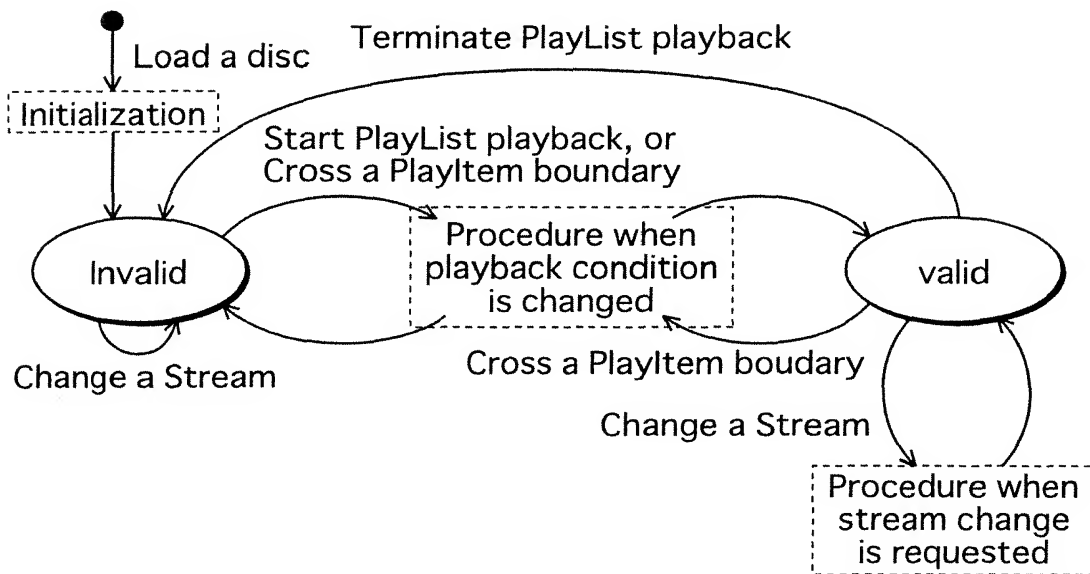 Terminate PlayList playback
Load a disc
Initialization
Start PlayList playback, or
Cross a PlayItem boundary
Invalid
Procedure when
playback condition
is changed
valid
Change a Stream
Cross a PlayItem boudary
Change a Stream
Procedure when
stream change
is requested